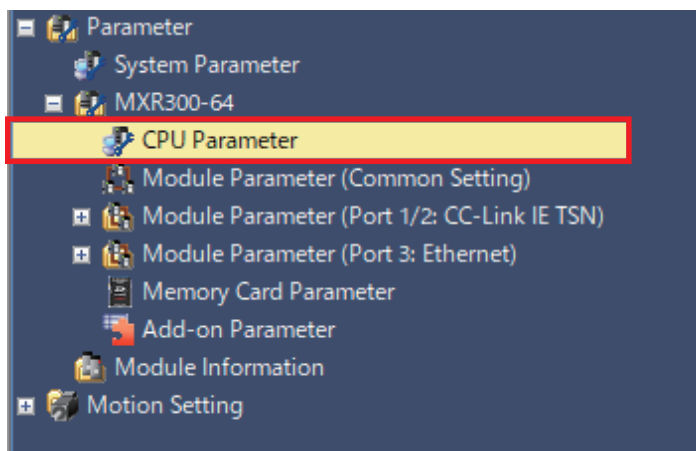 Parameter
System Parameter
MXR300-64
CPU Parameter
Module Parameter (Common Setting)
Module Parameter (Port 1/2: CC-Link IE TSN)
Module Parameter (Port 3: Ethernet)
Memory Card Parameter
Add-on Parameter
Module Information
Motion Setting